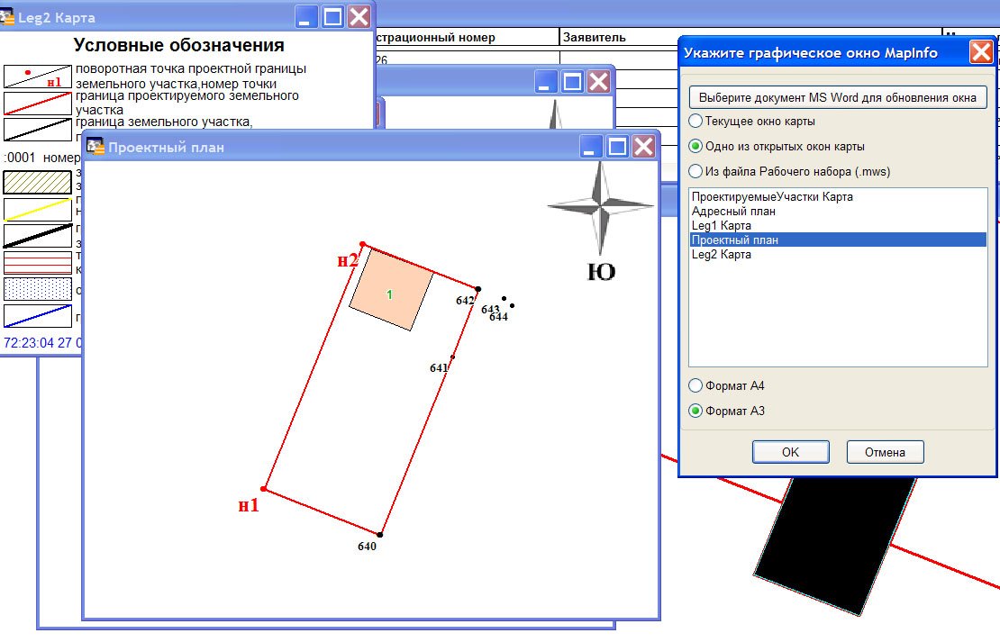 Leg2 Карта
Условные обозначения
н1
поворотная точка проектной границы
земельного участка,номер точки
граница проектируемого земельного
участка
граница земельного участка,
:0001 номер
72:23:04 27 0
страционный номер
Заявитель
26
Проектный план
Ю
н2
1
642
643
644
641
н1
640
Укажите графическое окно MapInfo
Выберите документ MS Word для обновления окна
Текущее окно карты
Одно из открытых окон карты
Из файла Рабочего набора (.mws)
ПроектируемыеУчастки Карта
Адресный план
Leg1 Карта
Проектный план
Leg2 Карта
Формат А4
Формат А3
OK
Отмена